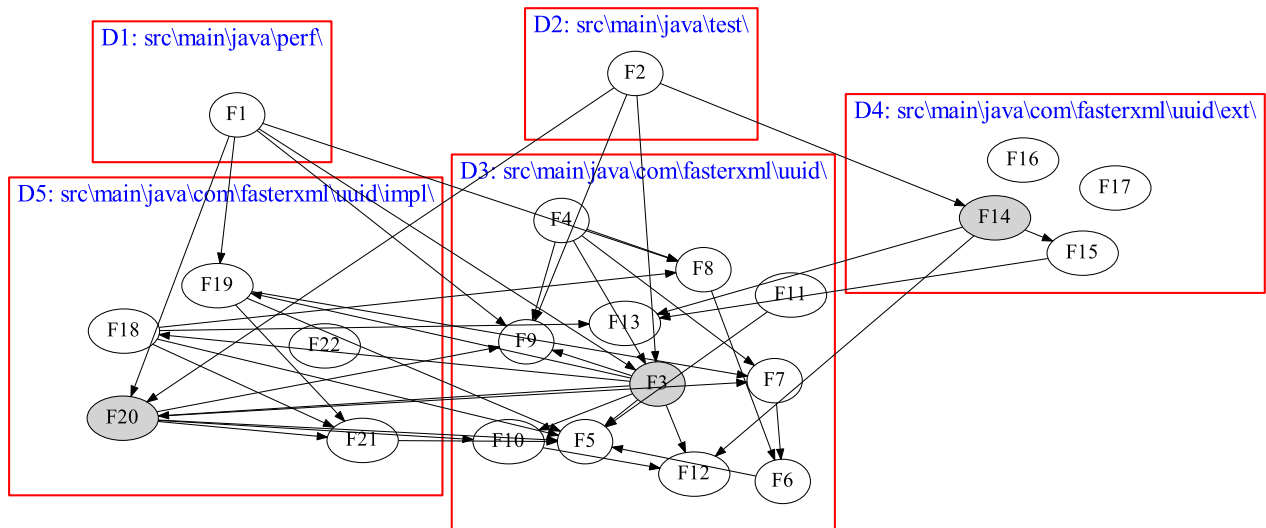 D2: src\main\java\test\
D1: src\main\java\perf\
F2
D4: src\main\java\com\fasterxml\uuid\ext\
F1
F16
D3: src\main\java\com\fasterxml\uuid\
F17
D5: src\main\java\com\fasterxml\uuid\impl\
F4
F14
F15
F8
F19
F11
F13
F18
F9
F22
F7
F3
F20
F21
F10
F5
F12
F6